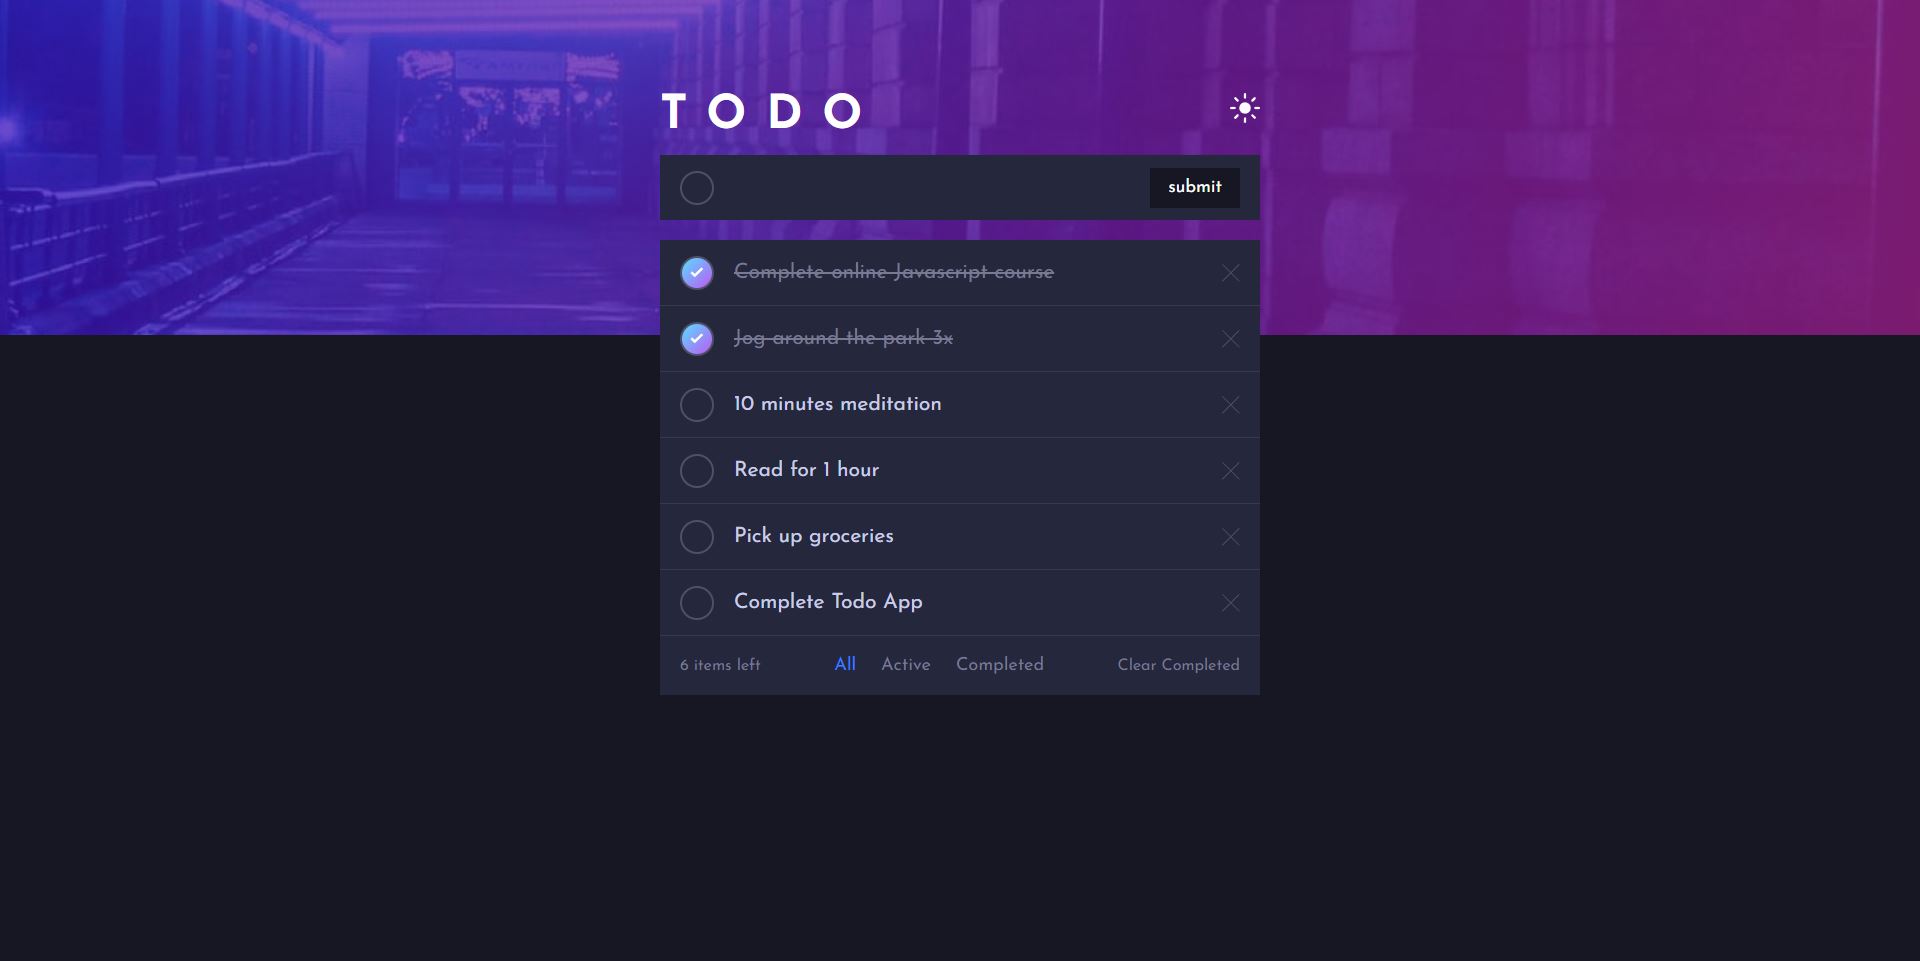 TODO
submit
Complete online Javascript course
Jog around the park 3x
10 minutes meditation
Read for 1 hour
Pick up groceries
Complete Todo App
6 items left All Active Completed Clear Completed